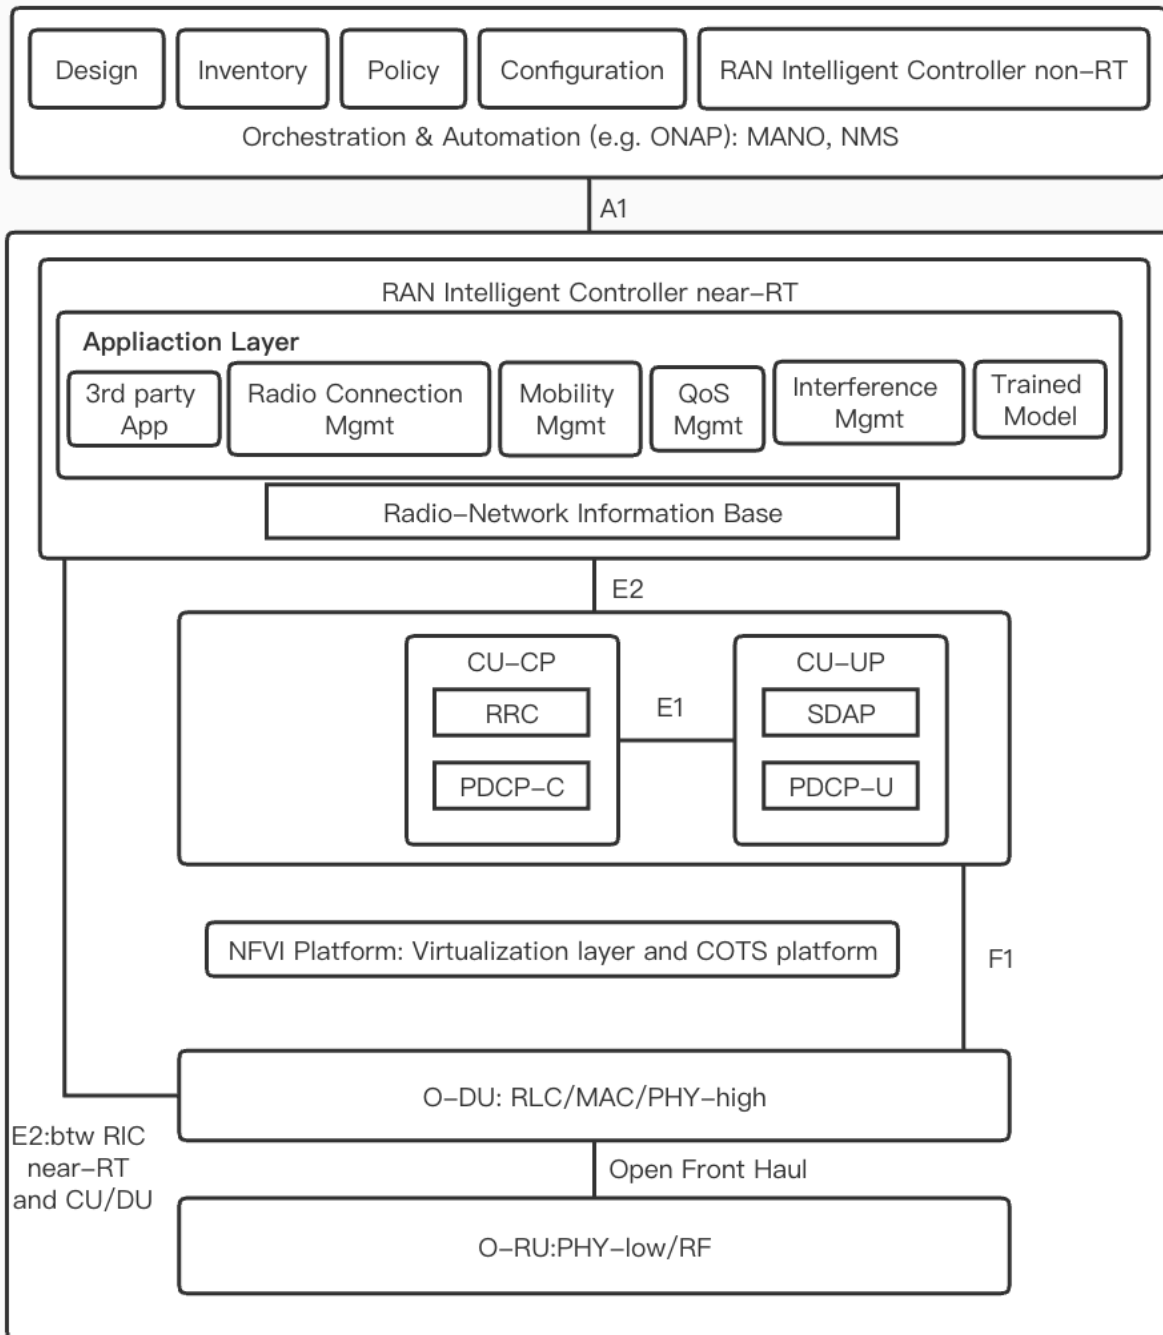 Design
Inventory
Policy
Configuration
RAN Intelligent Controller non-RT
Orchestration & Automation (e.g. ONAP): MANO, NMS
A1
RAN Intelligent Controller near-RT
Appliaction Layer
3rd party
App
Radio Connection
Mgmt
Mobility
Mgmt
QoS
Mgmt
Interference
Mgmt
Trained
Model
Radio-Network Information Base
E2
CU-CP
RRC
PDCP-C
E1
CU-UP
SDAP
PDCP-U
NFVI Platform: Virtualization layer and COTS platform
F1
O-DU: RLC/MAC/PHY-high
E2:btw RIC
near-RT
and CU/DU
Open Front Haul
O-RU:PHY-low/RF